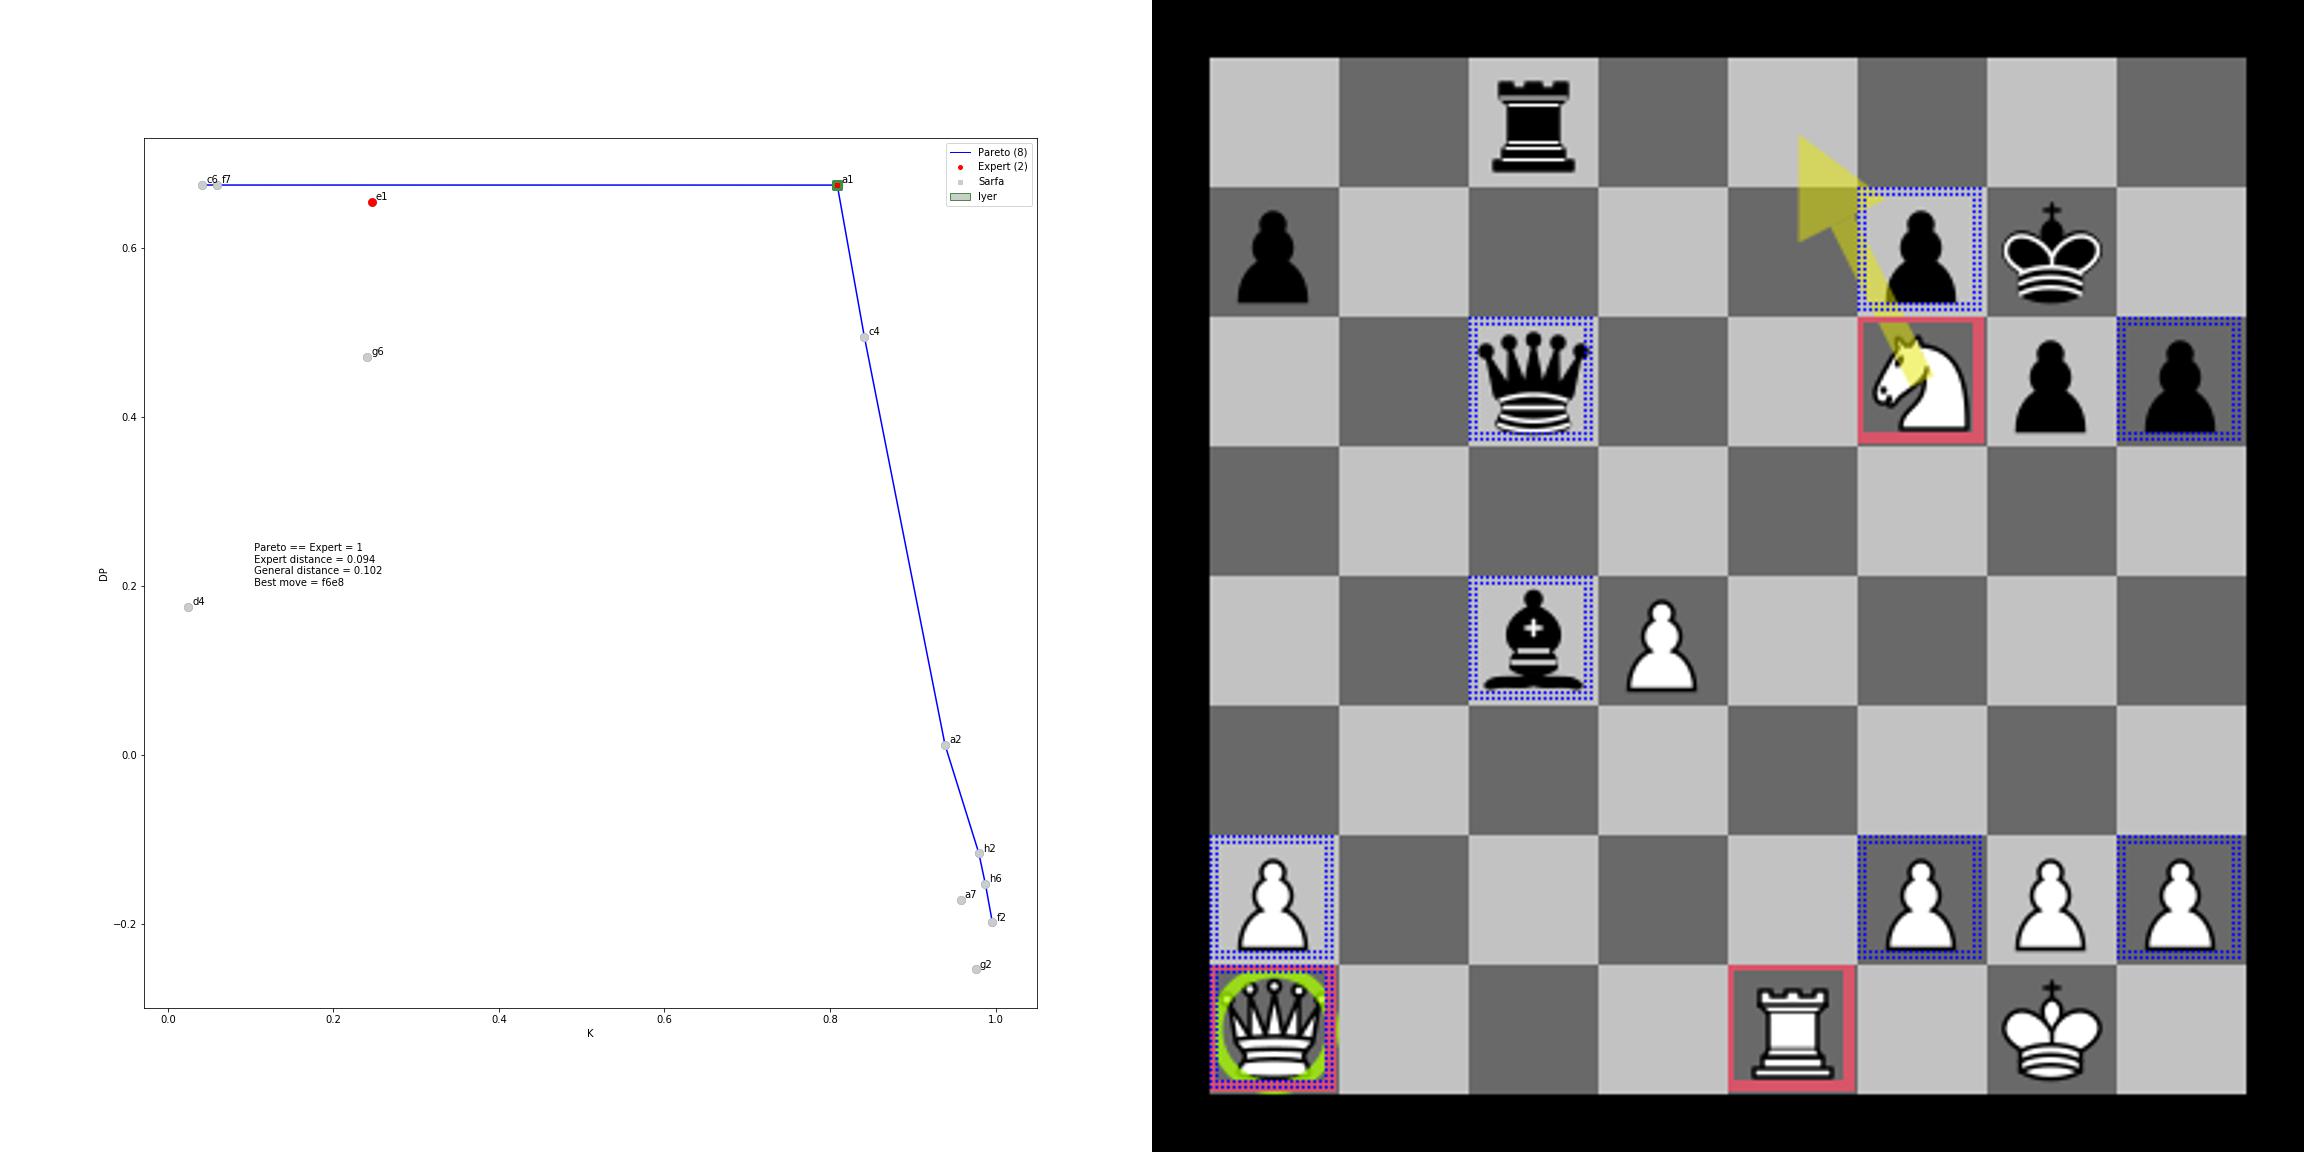 Pareto (8)
Expert (2)
Sarfa
Iyer
c6 f7
a1
e1
0.6
c4
g6
0.4
Pareto == Expert = 1
Expert distance = 0.094
General distance = 0.102
Best move = f6e8
DP
0.2
d4
a2
0.0
h2
h6
a7
f2
−0.2
g2
0.0 0.2 0.4 0.6 0.8 1.0
K